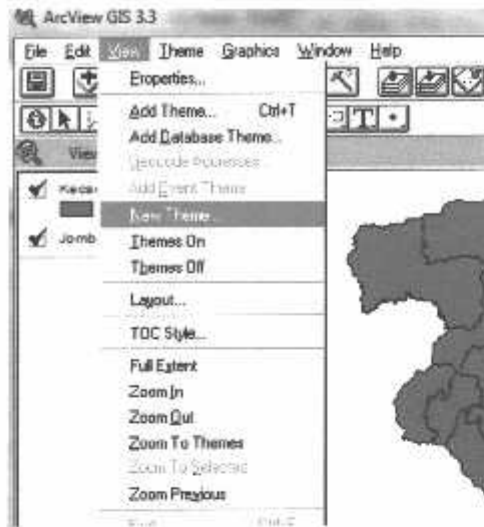 ArcView GIS 3.3
File Edit View Theme Graphics Window Help
Properties...
Add Theme... Ctrl+T
Add Database Theme...
Geocode Addresses
Add Event Theme
New Theme...
Themes On
Themes Off
Layout...
TOC Style...
Full Extent
Zoom In
Zoom Out
Zoom To Themes
Zoom To Selected
Zoom Previous
View
Jomb